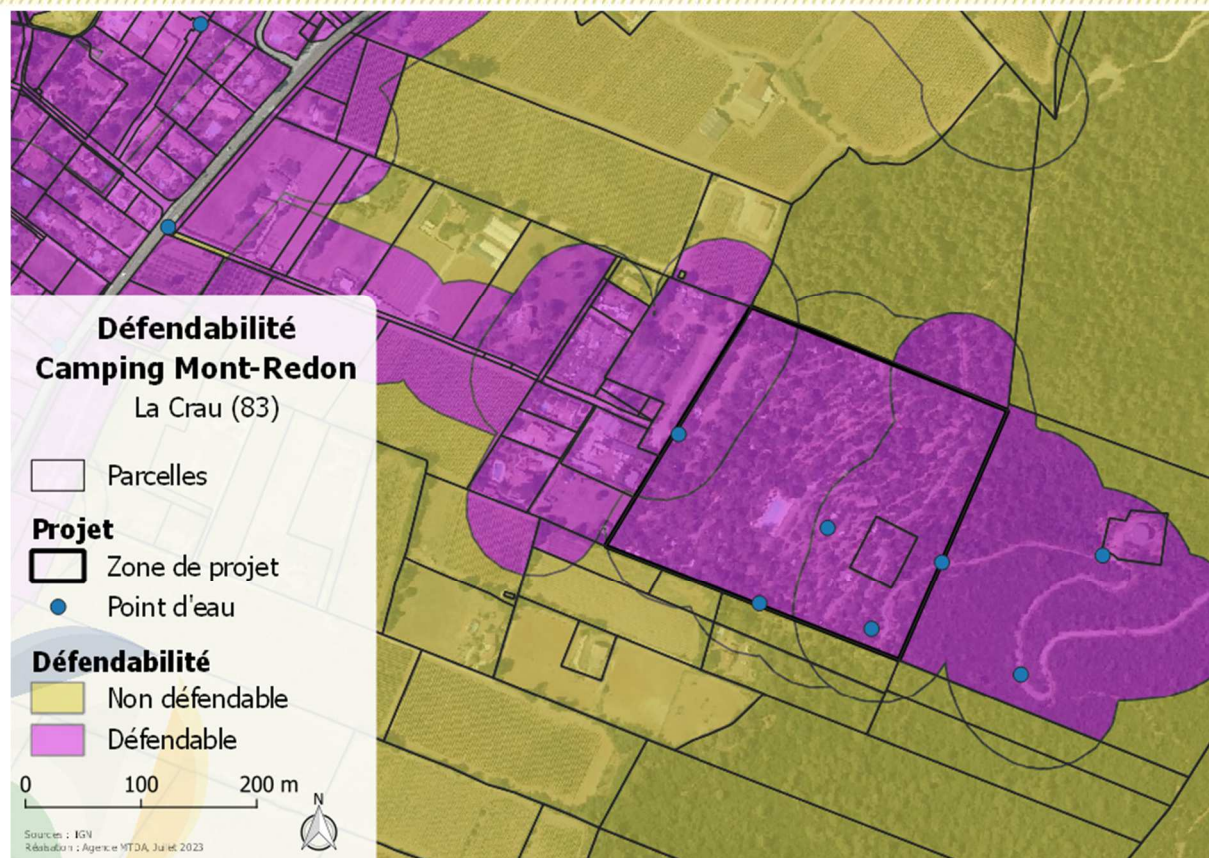 Défendabilité
Camping Mont-Redon
La Crau (83)
Parcelles
Projet
Zone de projet
Point d'eau
Défendabilité
Non défendable
Défendable
0 100 200 m
N
Sources : IGN
Réalisation : Agence MTDA, Juillet 2023